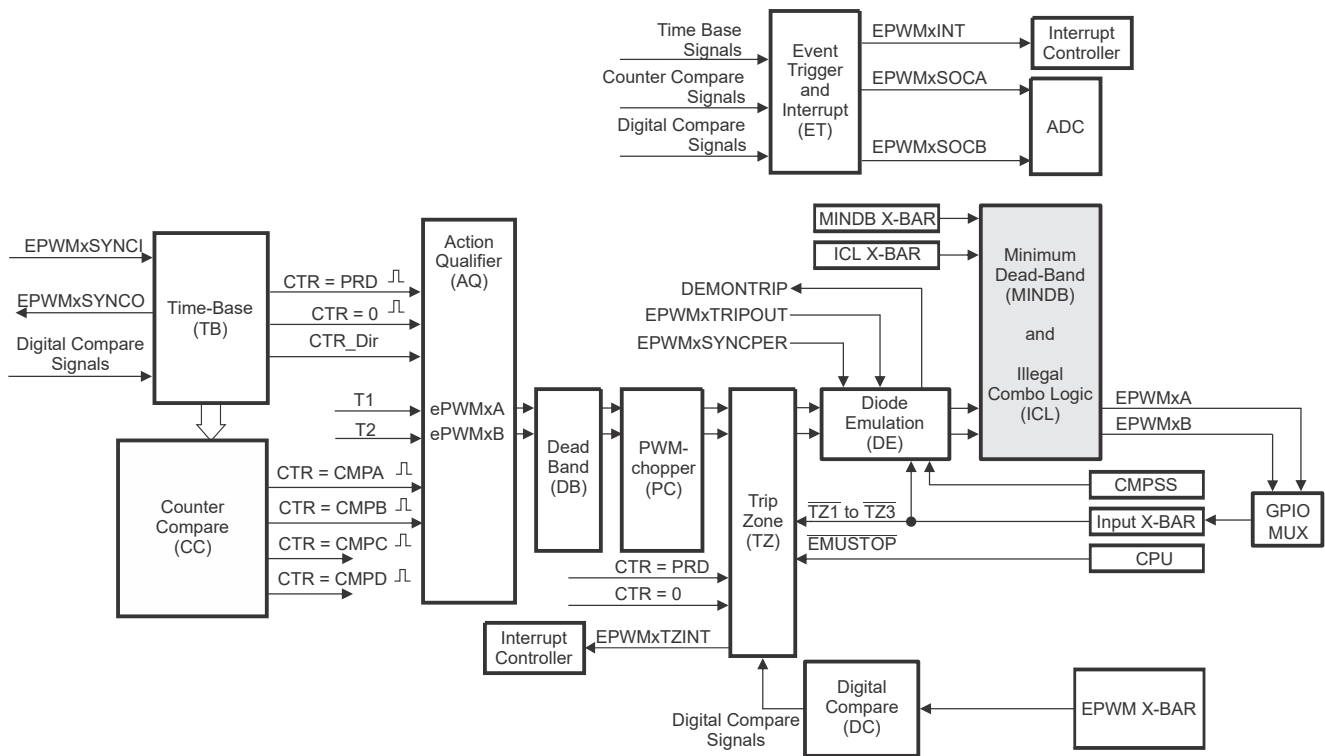 Time Base
Signals
Counter Compare
Signals
Digital Compare
Signals
Event
Trigger
and
Interrupt
(ET)
EPWMxINT
EPWMxSOCA
EPWMxSOCB
Interrupt
Controller
ADC
EPWMxSYNCI
EPWMxSYNCO
Digital Compare
Signals
Time-Base
(TB)
CTR = PRD
CTR = 0
CTR_Dir
T1
T2
Action
Qualifier
(AQ)
ePWMxA
ePWMxB
Counter
Compare
(CC)
CTR = CMPA
CTR = CMPB
CTR = CMPC
CTR = CMPD
Dead
Band
(DB)
PWM-
chopper
(PC)
Trip
Zone
(TZ)
MINDB X-BAR
ICL X-BAR
DEMONTRIP
EPWMxTRIPOUT
EPWMxSYNCPER
Diode
Emulation
(DE)
Minimum
Dead-Band
(MINDB)
and
Illegal
Combo Logic
(ICL)
EPWMxA
EPWMxB
CMPSS
TZ1 to TZ3
Input X-BAR
GPIO
MUX
EMUSTOP
CPU
CTR = PRD
CTR = 0
EPWMxTZINT
Interrupt
Controller
Digital Compare
Signals
Digital
Compare
(DC)
EPWM X-BAR